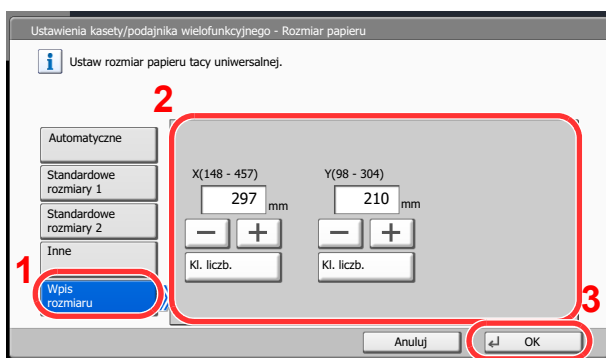 Ustawienia kasety/podajnika wielofunkcyjnego - Rozmiar papieru
i Ustaw rozmiar papieru tacy uniwersalnej.
2
Automatyczne
Standardowe
rozmiary 1
Standardowe
rozmiary 2
Inne
1
Wpis
rozmiaru
X(148 - 457)
297 mm
− +
Kl. liczb.
Y(98 - 304)
210 mm
− +
Kl. liczb.
3
Anuluj
OK